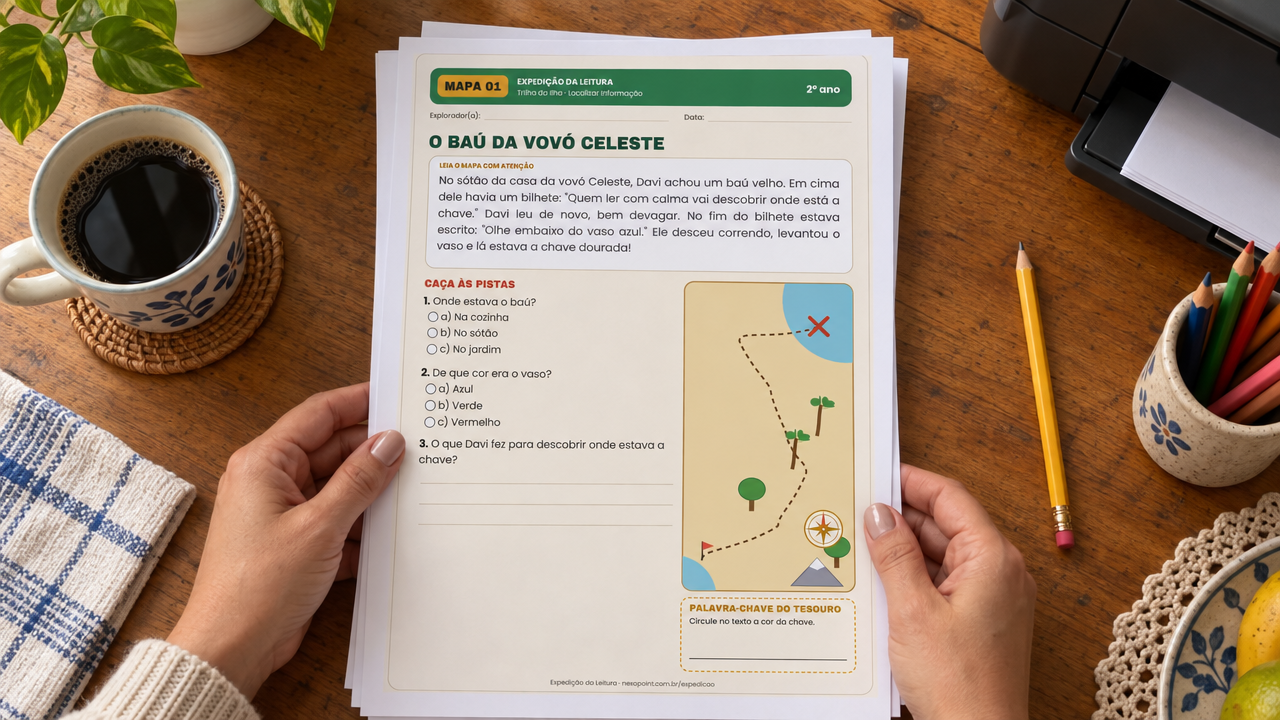 MAPA 01
EXPEDIÇÃO DA LEITURA
Trilha da Ilha · Localizar informação
2º ano
Explorador(a):
Data:
O BAÚ DA VOVÓ CELESTE
LEIA O MAPA COM ATENÇÃO
No sótão da casa da vovó Celeste, Davi achou um baú velho. Em cima
dele havia um bilhete: "Quem ler com calma vai descobrir onde está a
chave." Davi leu de novo, bem devagar. No fim do bilhete estava
escrito: "Olhe embaixo do vaso azul." Ele desceu correndo, levantou o
vaso e lá estava a chave dourada!
CAÇA ÀS PISTAS
1. Onde estava o baú?
a) Na cozinha
b) No sótão
c) No jardim
2. De que cor era o vaso?
a) Azul
b) Verde
c) Vermelho
3. O que Davi fez para descobrir onde estava a
chave?
PALAVRA-CHAVE DO TESOURO
Circule no texto a cor da chave.
Expedição da Leitura · nexopoint.com.br/expedicao